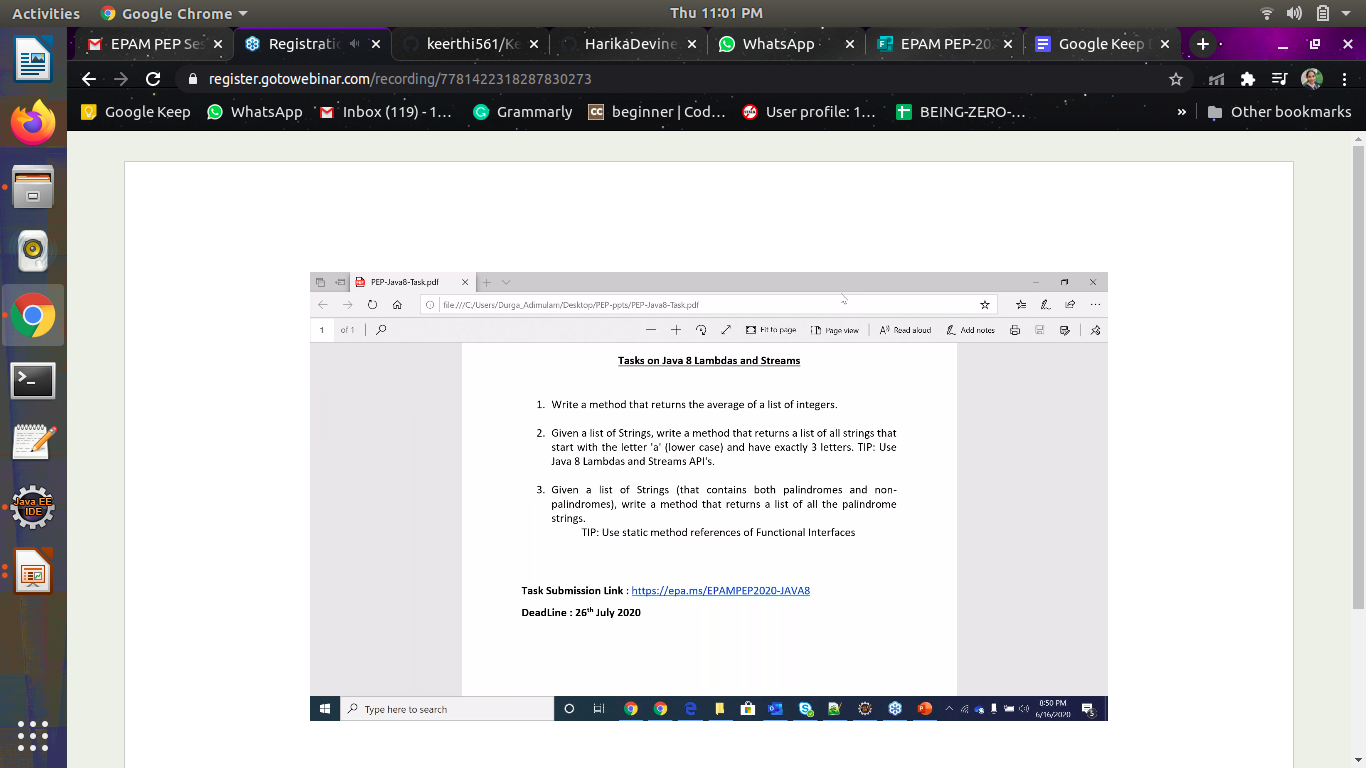 Activities
Google Chrome
Thu 11:01 PM
EPAM PEP Ses
Registratio
keerthi561/Ke
HarikaDevine
WhatsApp
EPAM PEP-202
Google Keep D
register.gotowebinar.com/recording/7781422318287830273
Google Keep
WhatsApp
Inbox (119) - 1...
Grammarly
CC beginner | Cod...
User profile: 1...
BEING-ZERO-...
»
Other bookmarks
PEP-Java8-Task.pdf
file:///C:/Users/Durga_Adimulam/Desktop/PEP-ppts/PEP-Java8-Task.pdf
1 of 1
Fit to page
Page view
Read aloud
Add notes
Tasks on Java 8 Lambdas and Streams
1. Write a method that returns the average of a list of integers.
2. Given a list of Strings, write a method that returns a list of all strings that
start with the letter 'a' (lower case) and have exactly 3 letters. TIP: Use
Java 8 Lambdas and Streams API's.
3. Given a list of Strings (that contains both palindromes and non-
palindromes), write a method that returns a list of all the palindrome
strings.
TIP: Use static method references of Functional Interfaces
Task Submission Link : https://epa.ms/EPAMPEP2020-JAVA8
DeadLine : 26th July 2020
Java EE
IDE
Type here to search
8:50 PM
6/16/2020
5